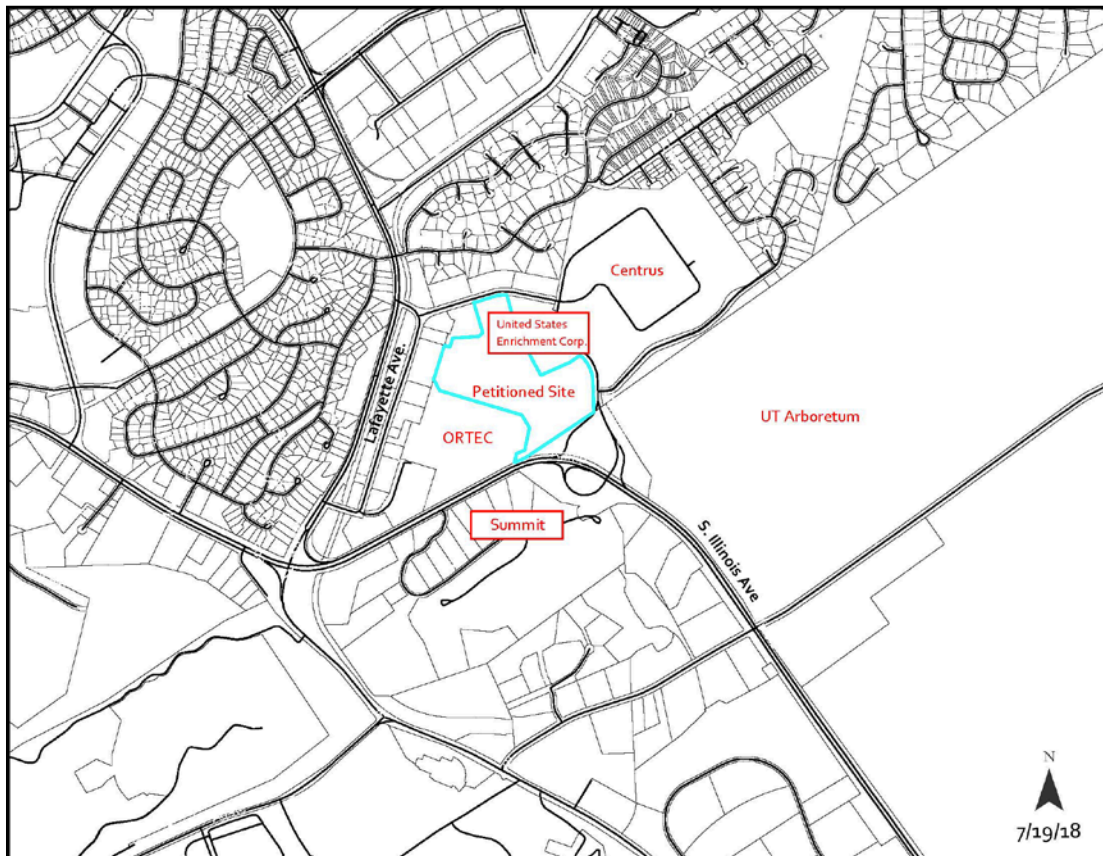 Centrus
United States
Enrichment Corp.
Lafayette Ave.
Petitioned Site
UT Arboretum
ORTEC
Summit
S. Illinois Ave
N
7/19/18